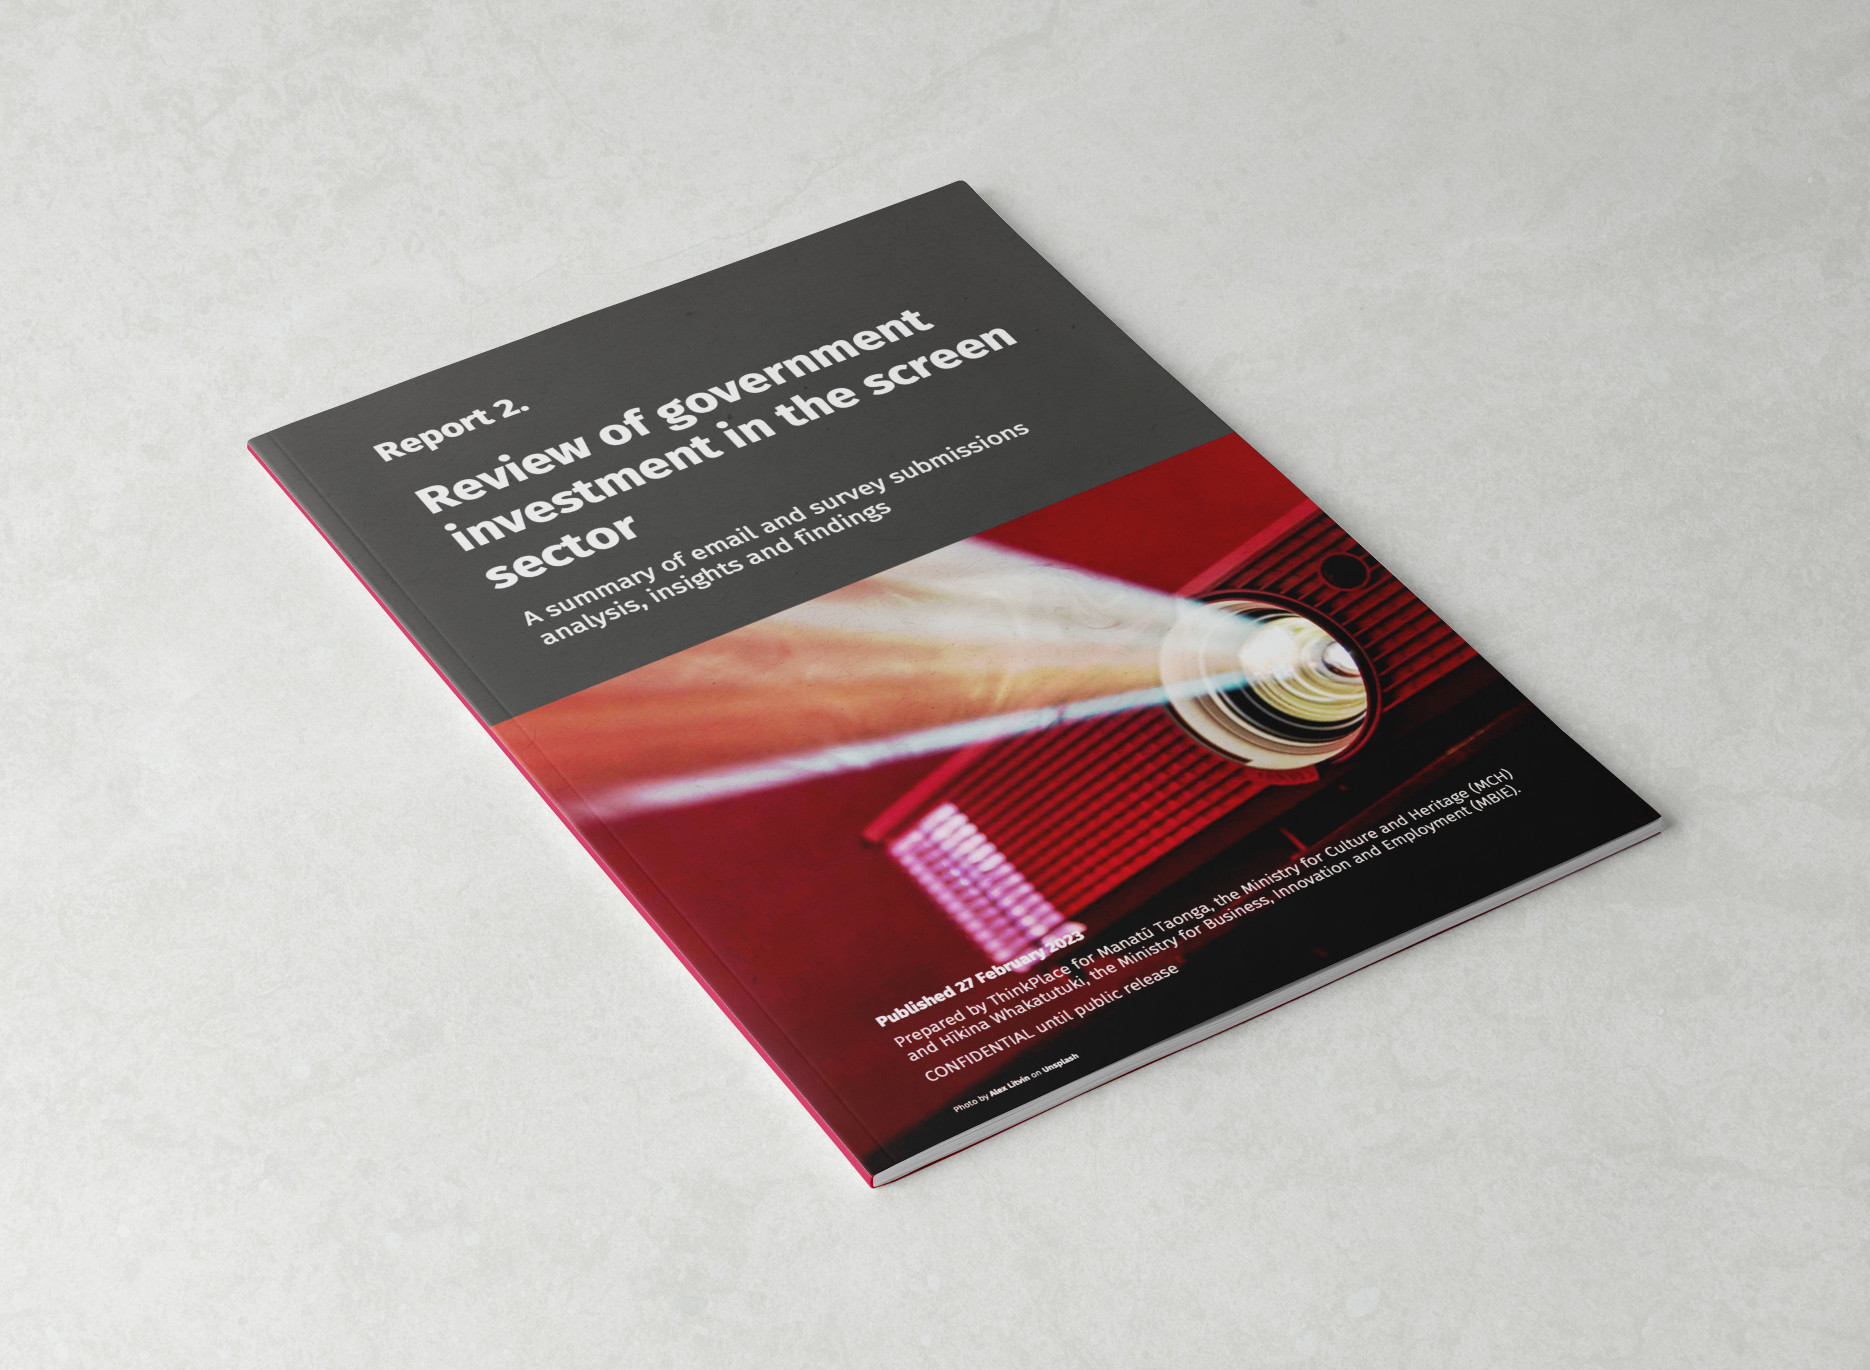 Report 2.
Review of government
investment in the screen
sector
A summary of email and survey submissions
analysis, insights and findings
Published 27 February 2023
Prepared by ThinkPlace for Manatū Taonga, the Ministry for Culture and Heritage (MCH)
and Hīkina Whakatutuki, the Ministry for Business, Innovation and Employment (MBIE).
CONFIDENTIAL until public release
Photo by Alex Litvin on Unsplash